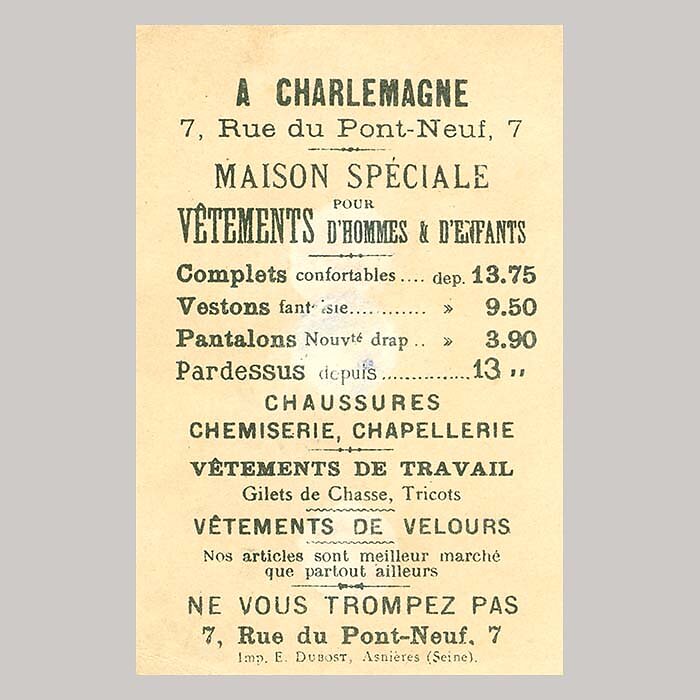 A CHARLEMAGNE
7, Rue du Pont-Neuf, 7
MAISON SPÉCIALE
POUR
VÊTEMENTS D'HOMMES & D'ENFANTS
Complets confortables .... dep. 13.75
Vestons fantaisie............ » 9.50
Pantalons Nouvté drap .. » 3.90
Pardessus depuis..............13 „
CHAUSSURES
CHEMISERIE, CHAPELLERIE
VÊTEMENTS DE TRAVAIL
Gilets de Chasse, Tricots
VÊTEMENTS DE VELOURS
Nos articles sont meilleur marché
que partout ailleurs
NE VOUS TROMPEZ PAS
7, Rue du Pont-Neuf, 7
Imp. E. DUBOST, Asnières (Seine).